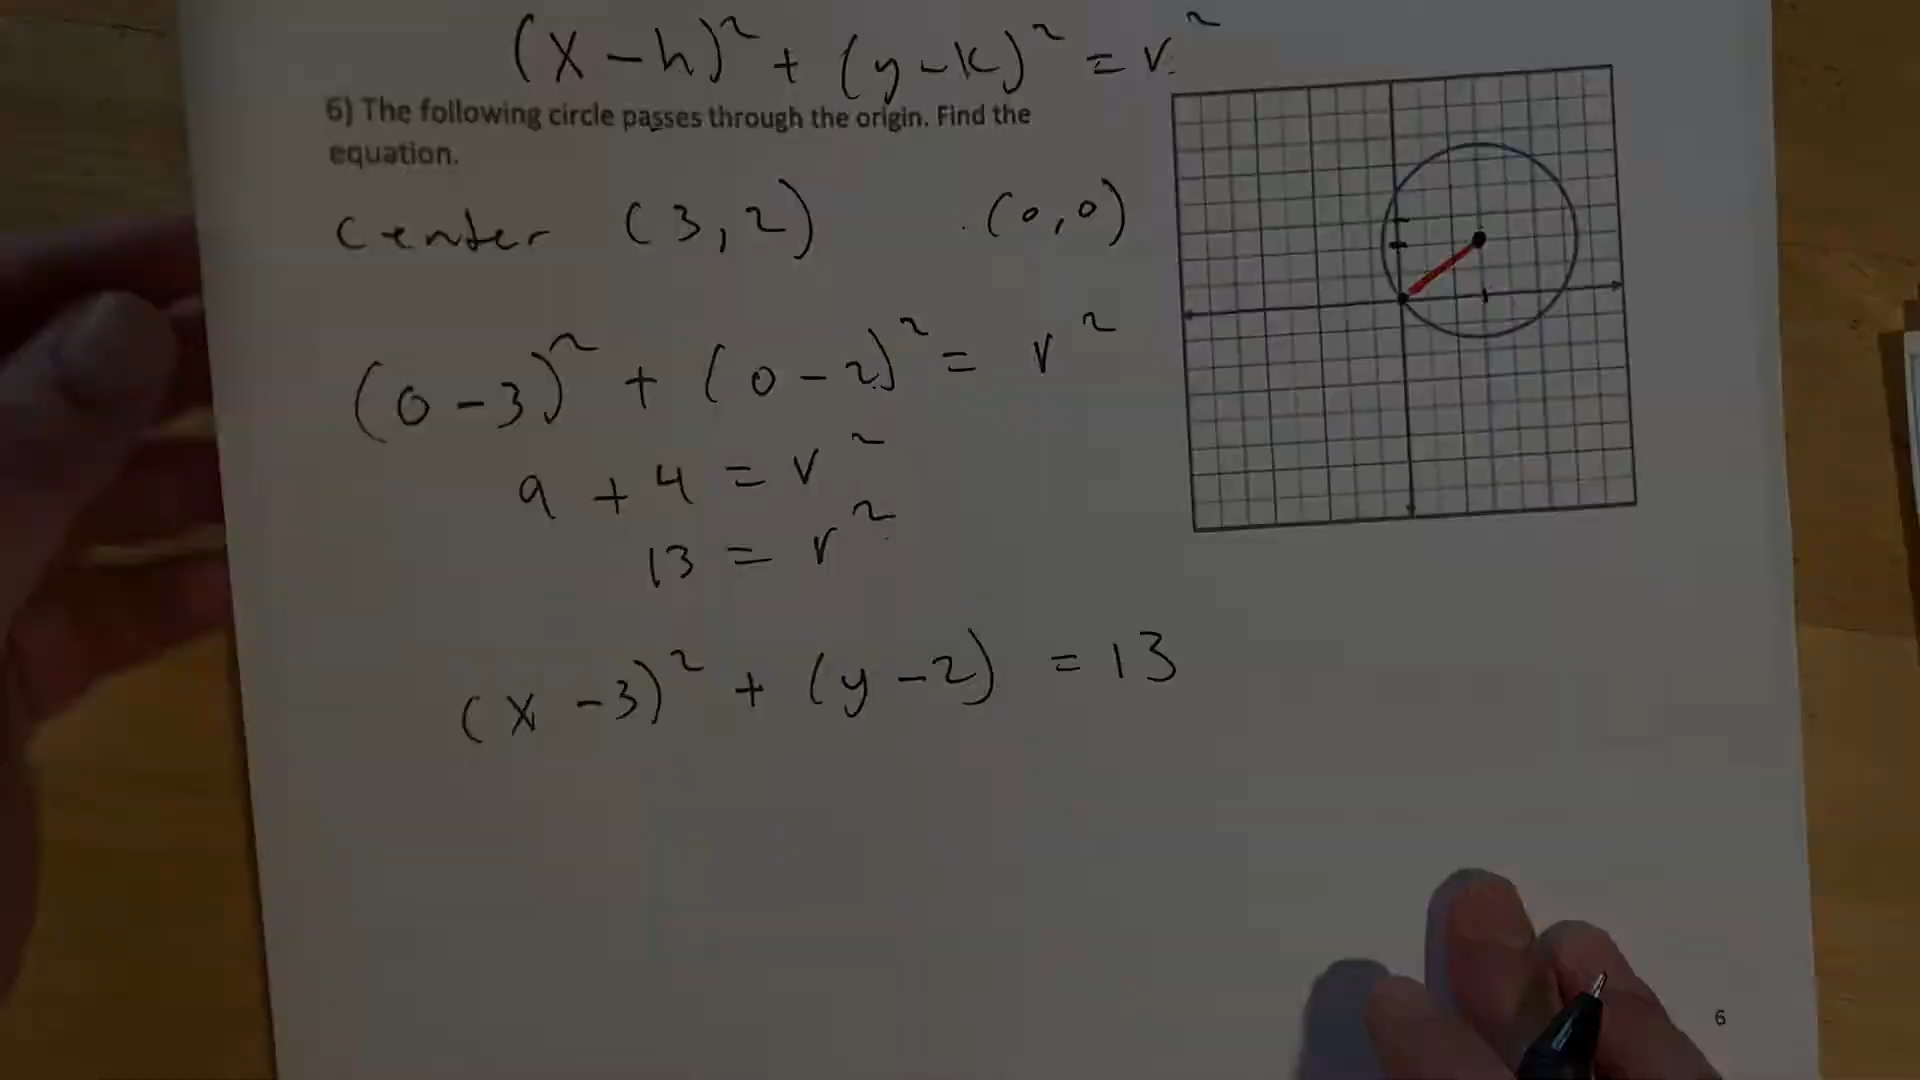 (x-h)² + (y-k)² = r²
6) The following circle passes through the origin. Find the
equation.
Center (3,2) (0,0)
(0-3)² + (0-2)² = r²
9 + 4 = r²
13 = r²
(x-3)² + (y-2) = 13
6